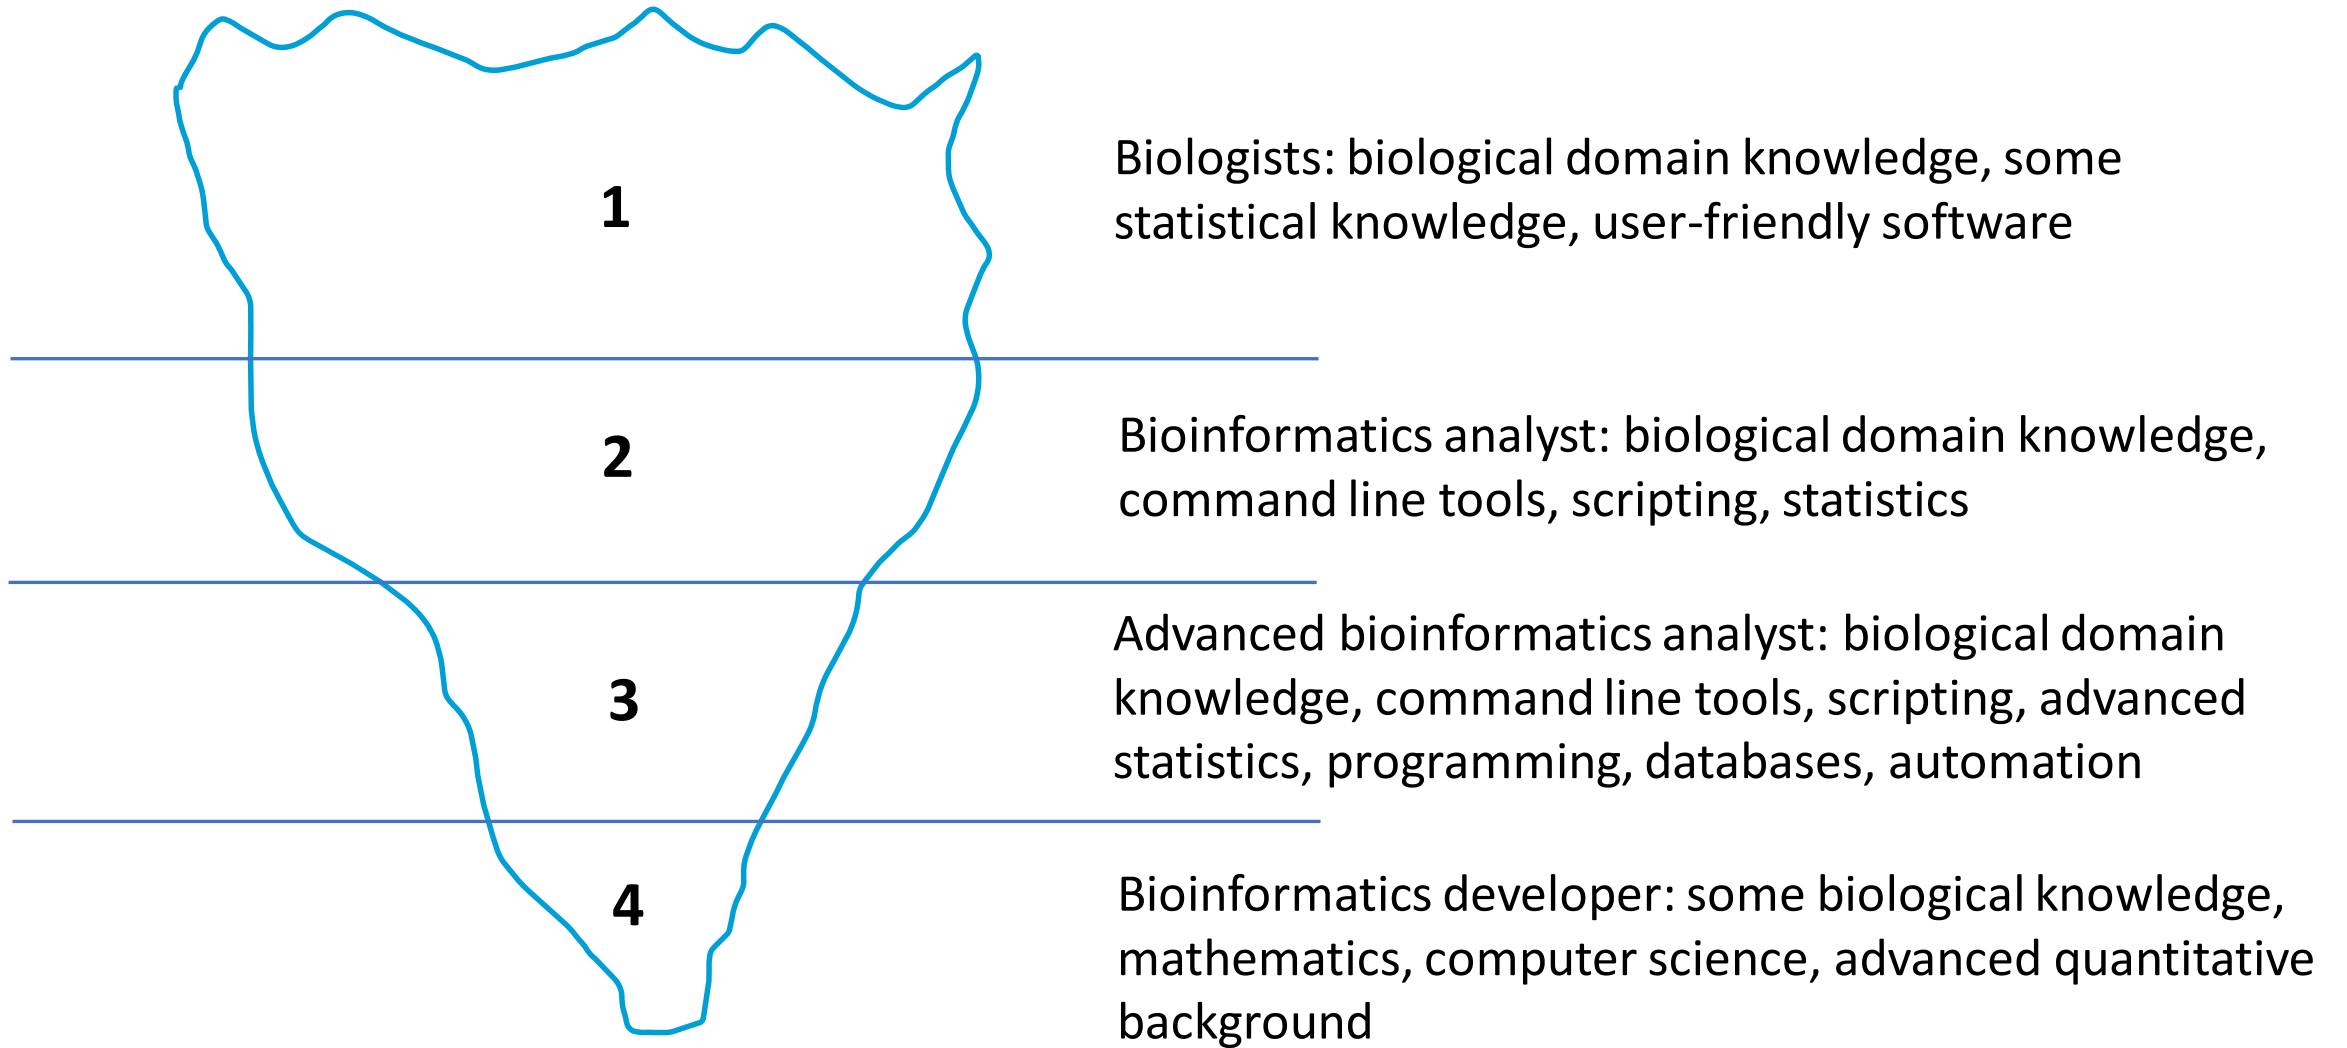 1
Biologists: biological domain knowledge, some
statistical knowledge, user-friendly software
2
Bioinformatics analyst: biological domain knowledge,
command line tools, scripting, statistics
3
Advanced bioinformatics analyst: biological domain
knowledge, command line tools, scripting, advanced
statistics, programming, databases, automation
4
Bioinformatics developer: some biological knowledge,
mathematics, computer science, advanced quantitative
background